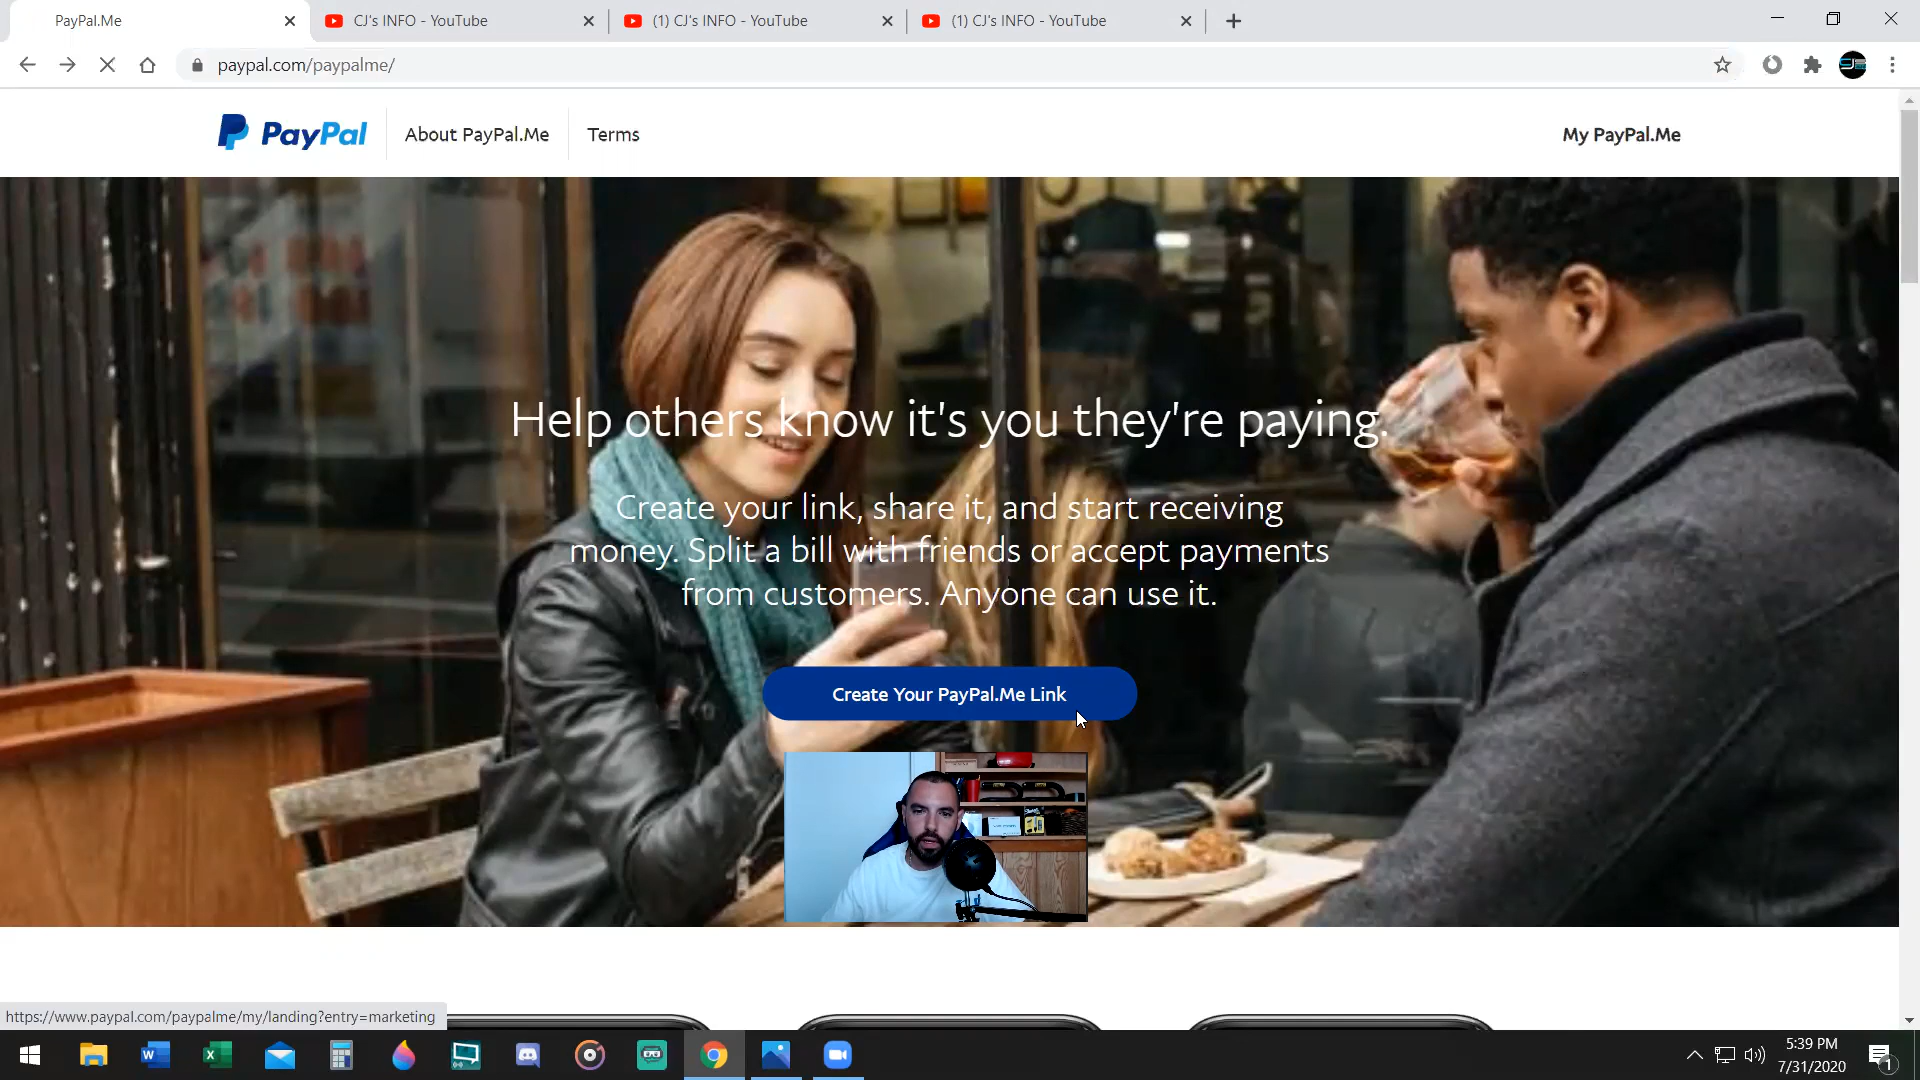 PayPal.Me
CJ's INFO - YouTube
(1) CJ's INFO - YouTube
(1) CJ's INFO - YouTube
paypal.com/paypalme/
PayPal
About PayPal.Me
Terms
My PayPal.Me
Help others know it's you they're paying.
Create your link, share it, and start receiving
money. Split a bill with friends or accept payments
from customers. Anyone can use it.
Create Your PayPal.Me Link
https://www.paypal.com/paypalme/my/landing?entry=marketing
5:39 PM
7/31/2020
1